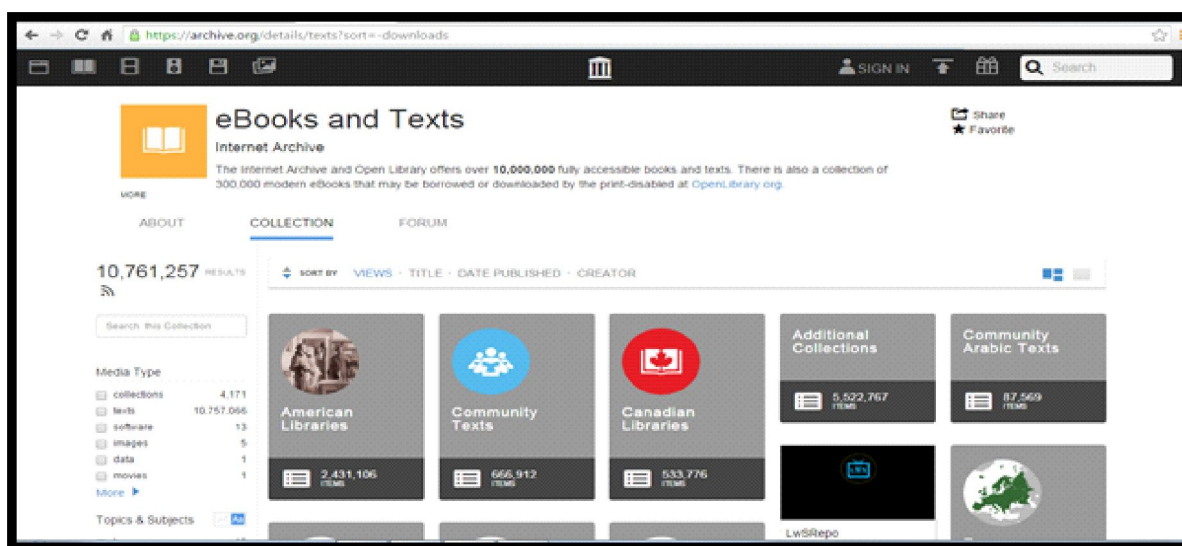 https://archive.org/details/texts?sort=-downloads
SIGN IN
Search
eBooks and Texts
Share
Favorite
Internet Archive
The Internet Archive and Open Library offers over 10,000,000 fully accessible books and texts. There is also a collection of
300,000 modern eBooks that may be borrowed or downloaded by the print-disabled at OpenLibrary.org.
MORE
ABOUT COLLECTION FORUM
10,761,257 RESULTS
SORT BY VIEWS · TITLE · DATE PUBLISHED · CREATOR
Search this Collection
Media Type
collections 4,171
texts 10,757,066
software 13
images 5
data 1
movies 1
More
Topics & Subjects Aa
American
Libraries
2,431,106
ITEMS
Community
Texts
666,912
ITEMS
Canadian
Libraries
533,776
ITEMS
Additional
Collections
5,522,767
ITEMS
Community
Arabic Texts
87,569
ITEMS
LwSRepo